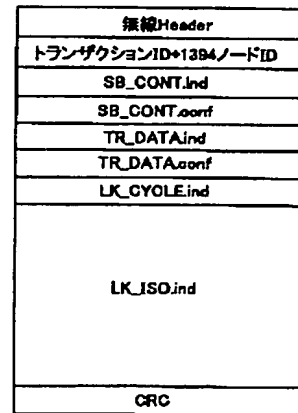 無線Header
トランザクションID+1394ノードID
SB_CONT.ind
SB_CONT.conf
TR_DATA.ind
TR_DATA.conf
LK_CYCLE.ind
LK_ISO.ind
CRC